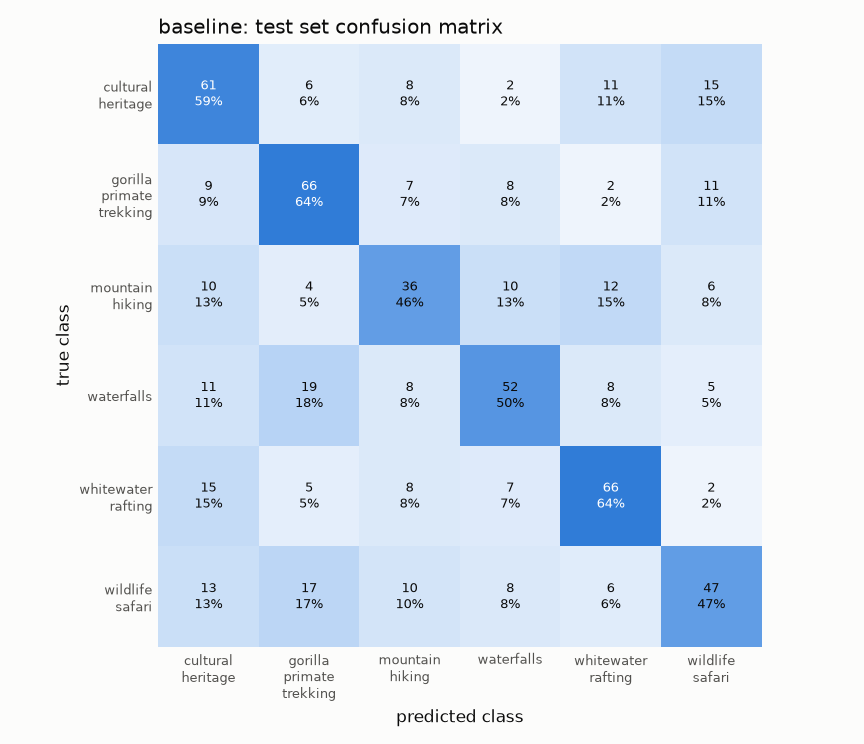 baseline: test set confusion matrix
true class
cultural
heritage
61 6 8 2 11 15
59% 6% 8% 2% 11% 15%
gorilla
primate
trekking
9 66 7 8 2 11
9% 64% 7% 8% 2% 11%
mountain
hiking
10 4 36 10 12 6
13% 5% 46% 13% 15% 8%
waterfalls
11 19 8 52 8 5
11% 18% 8% 50% 8% 5%
whitewater
rafting
15 5 8 7 66 2
15% 5% 8% 7% 64% 2%
wildlife
safari
13 17 10 8 6 47
13% 17% 10% 8% 6% 47%
cultural
heritage
gorilla
primate
trekking
mountain
hiking
waterfalls
whitewater
rafting
wildlife
safari
predicted class